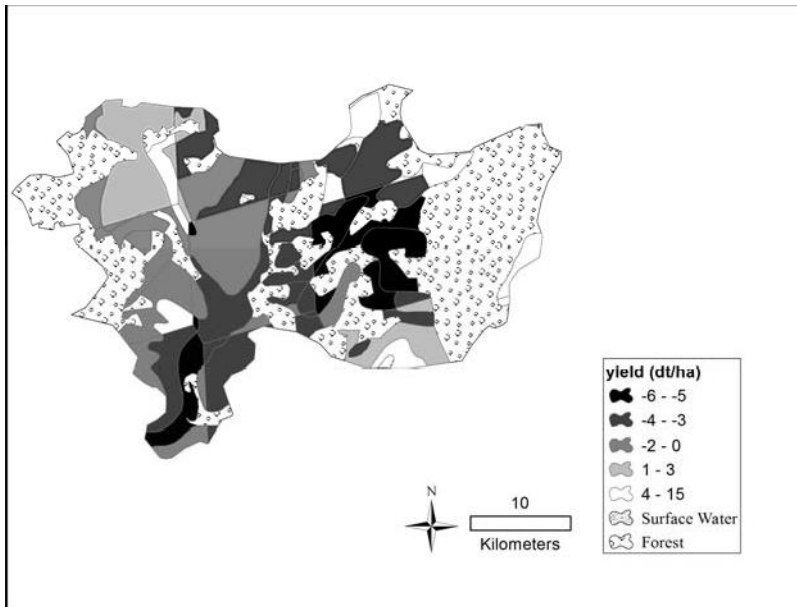 yield (dt/ha)
-6 - -5
-4 - -3
-2 - 0
1 - 3
4 - 15
Surface Water
Forest
N
10
Kilometers